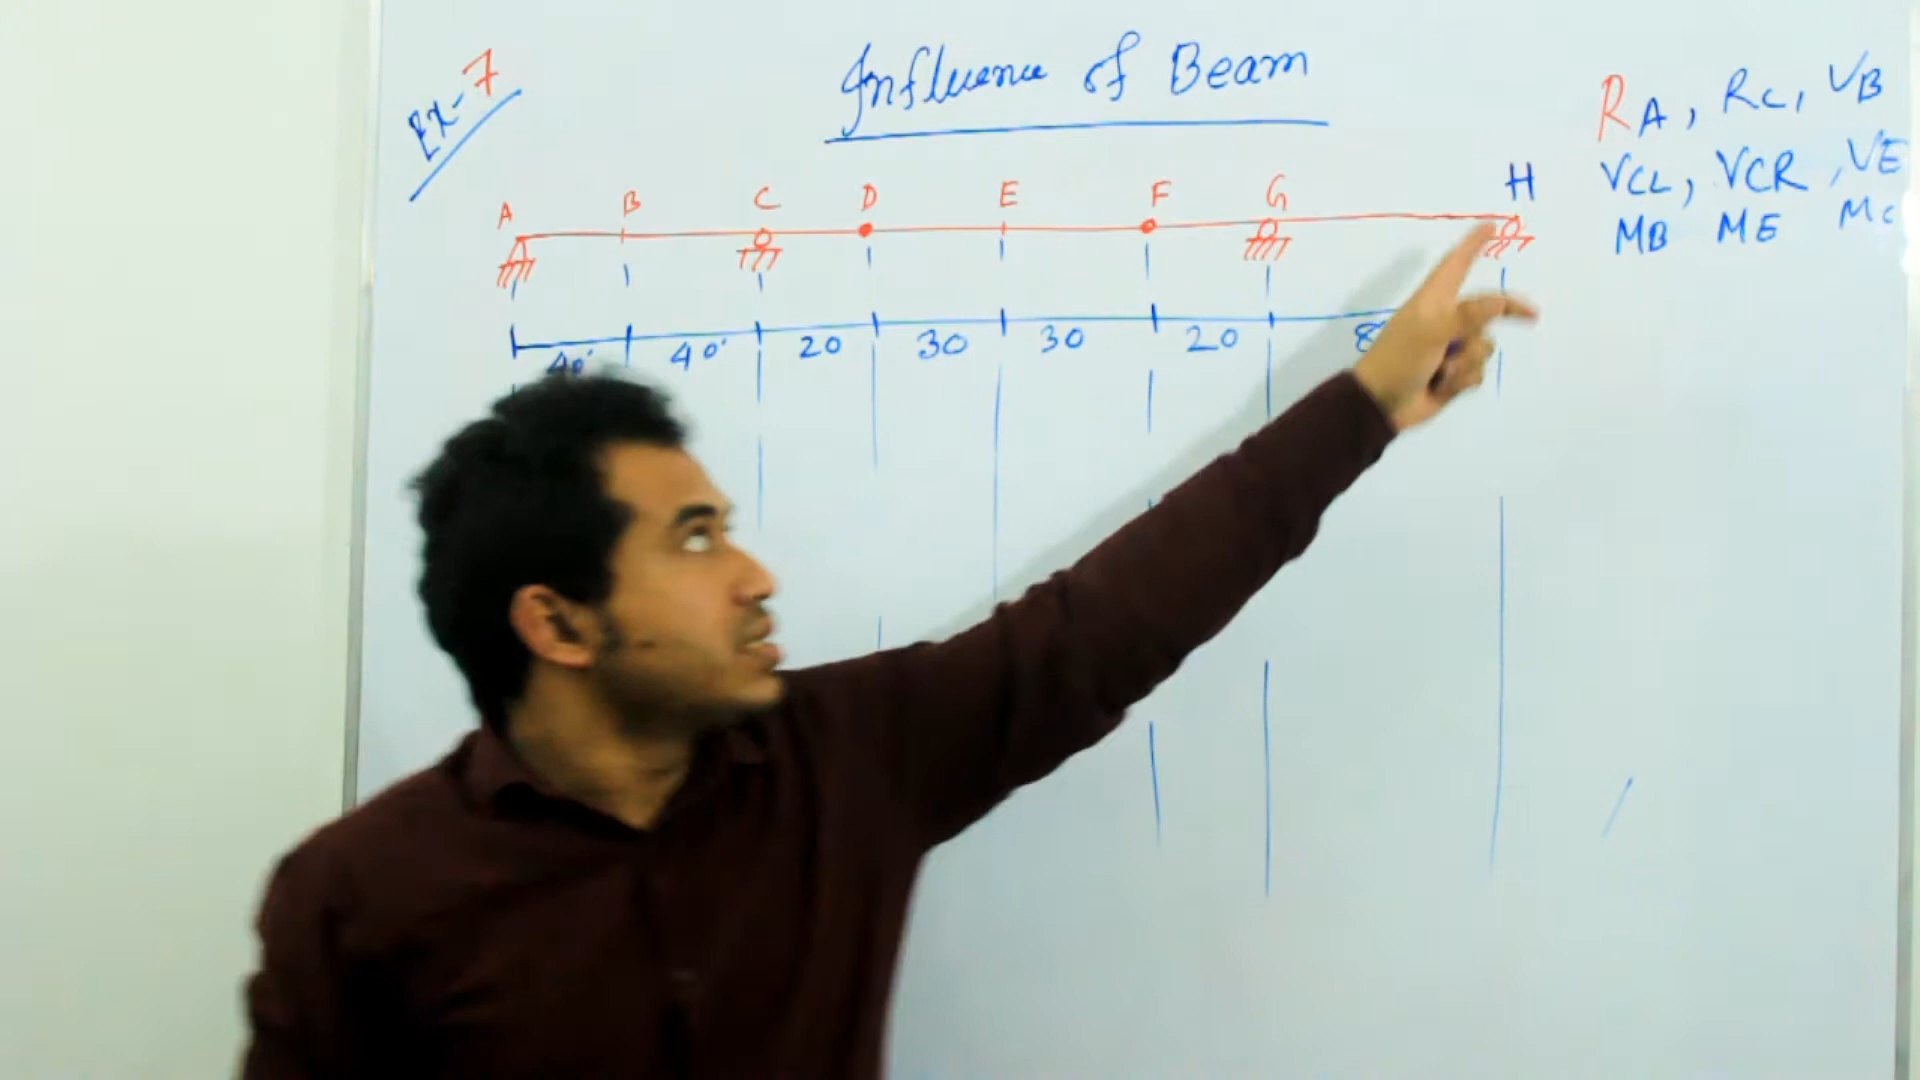 Ex-7
Influence of Beam
RA, RC, VB
VCL, VCR, VE
MB ME MC
A B C D E F G H
40' 40' 20 30 30 20